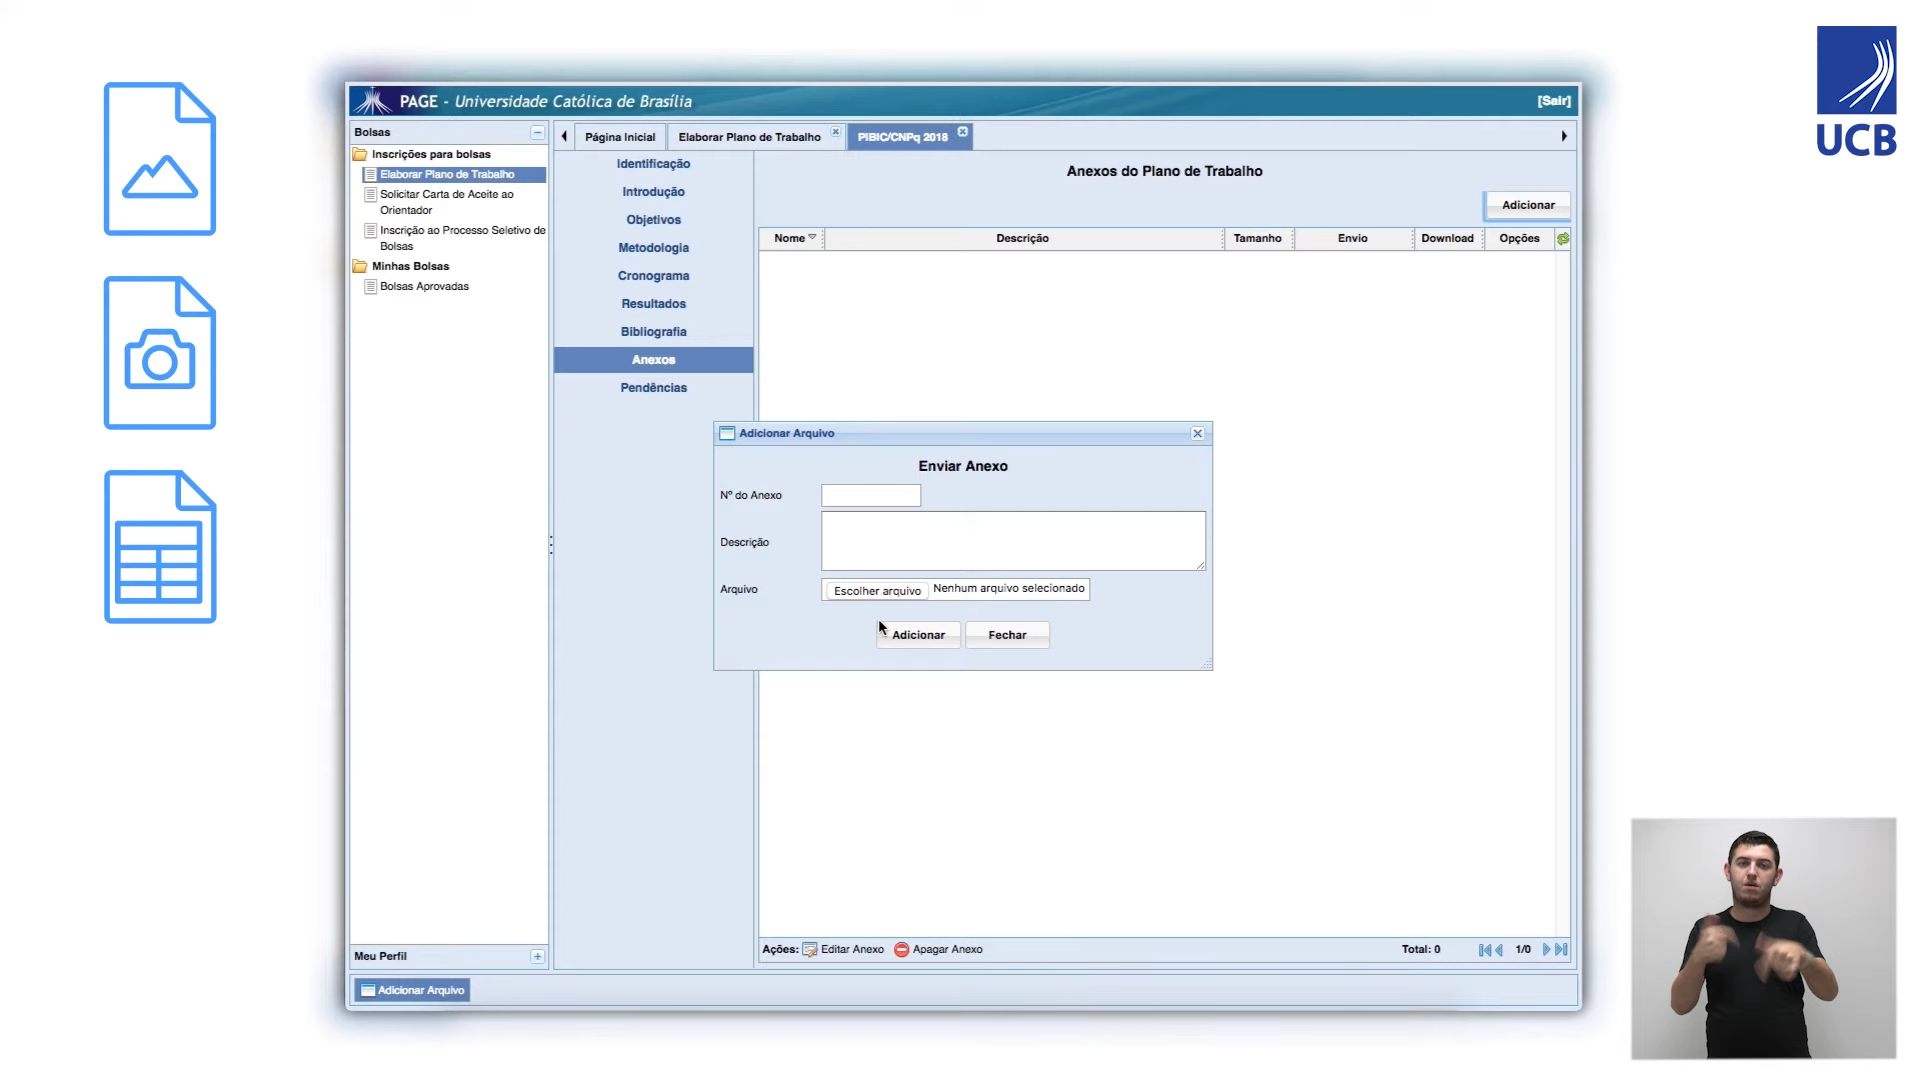 UCB
PAGE - Universidade Católica de Brasília
[Sair]
Bolsas
Página Inicial
Elaborar Plano de Trabalho
PIBIC/CNPq 2018
Inscrições para bolsas
Elaborar Plano de Trabalho
Solicitar Carta de Aceite ao
Orientador
Inscrição ao Processo Seletivo de
Bolsas
Minhas Bolsas
Bolsas Aprovadas
Identificação
Introdução
Objetivos
Metodologia
Cronograma
Resultados
Bibliografia
Anexos
Pendências
Anexos do Plano de Trabalho
Adicionar
Nome
Descrição
Tamanho
Envio
Download
Opções
Adicionar Arquivo
Enviar Anexo
Nº do Anexo
Descrição
Arquivo
Escolher arquivo
Nenhum arquivo selecionado
Adicionar
Fechar
Ações:
Editar Anexo
Apagar Anexo
Total: 0
1/0
Meu Perfil
Adicionar Arquivo